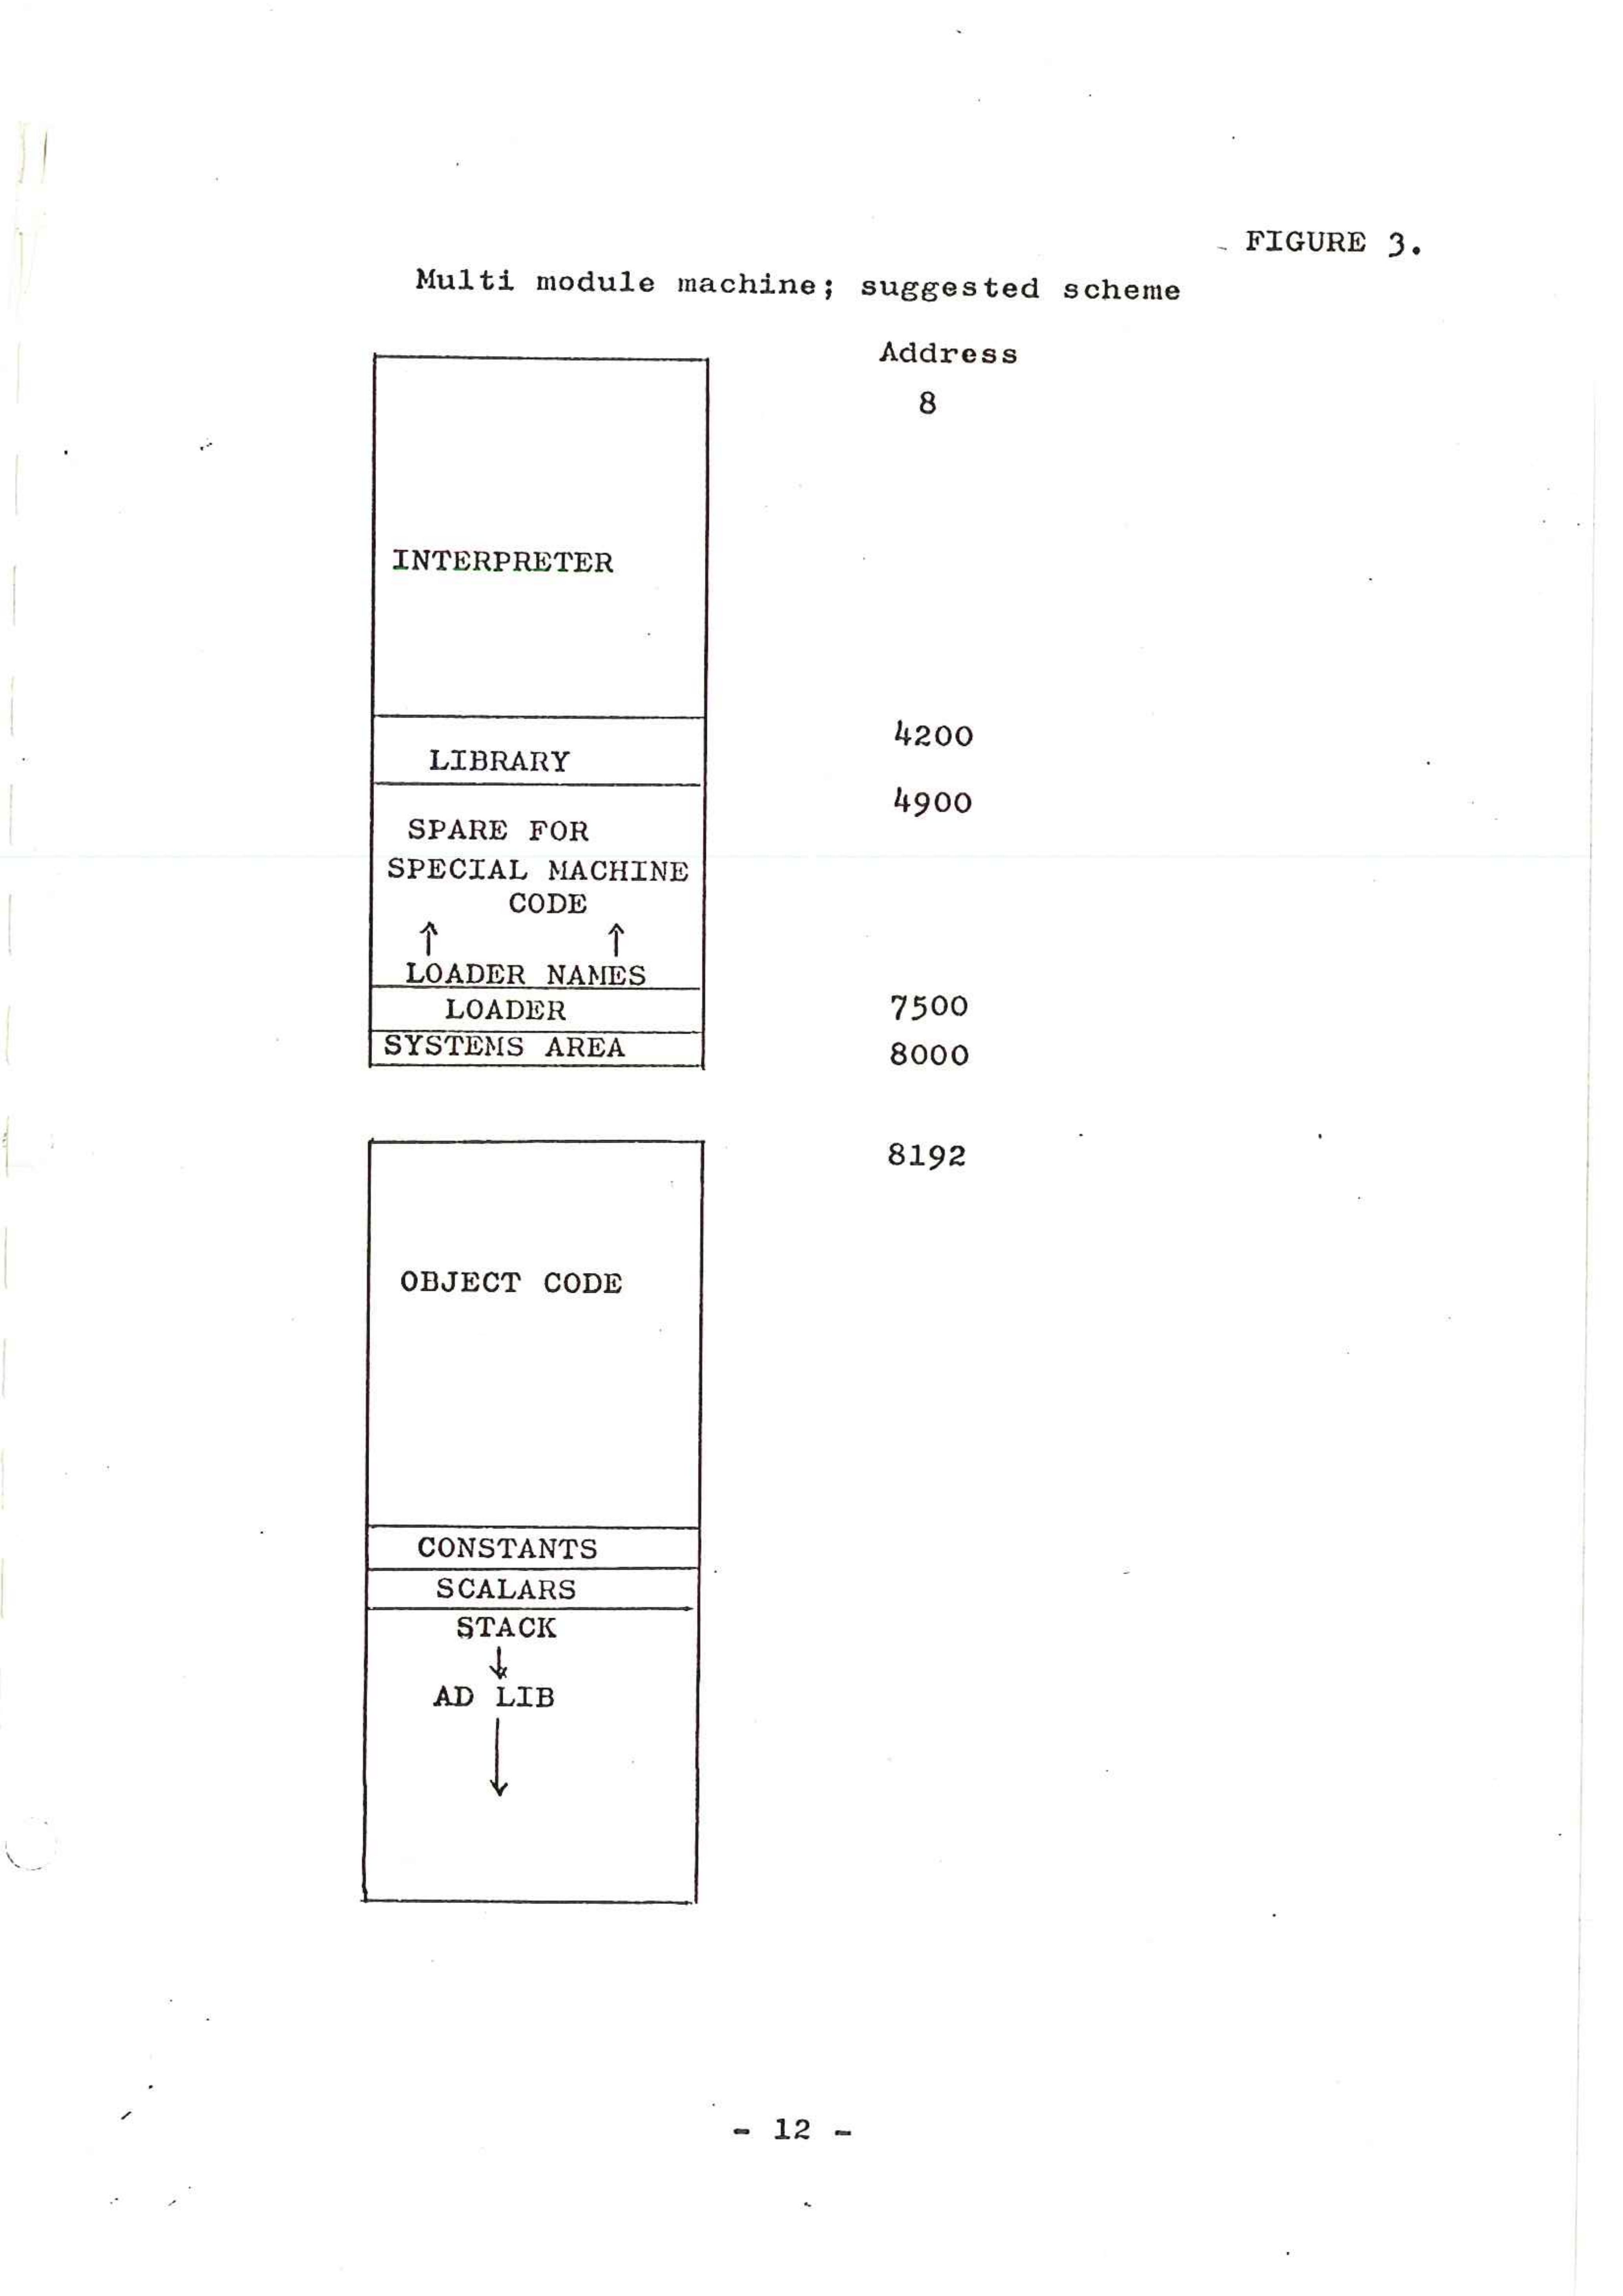 FIGURE 3.
Multi module machine; suggested scheme
Address
8
INTERPRETER
4200
LIBRARY
4900
SPARE FOR
SPECIAL MACHINE
CODE
↑ ↑
LOADER NAMES
LOADER 7500
SYSTEMS AREA 8000
8192
OBJECT CODE
CONSTANTS
SCALARS
STACK
↓
AD LIB
↓
- 12 -